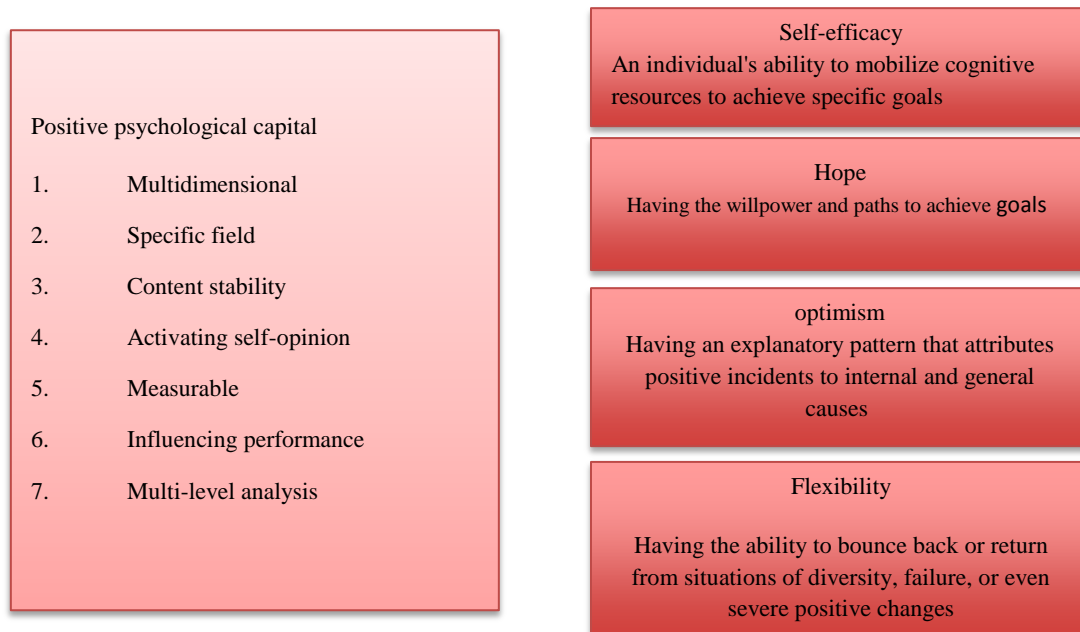 Positive psychological capital
1. Multidimensional
2. Specific field
3. Content stability
4. Activating self-opinion
5. Measurable
6. Influencing performance
7. Multi-level analysis
Self-efficacy
An individual's ability to mobilize cognitive
resources to achieve specific goals
Hope
Having the willpower and paths to achieve goals
optimism
Having an explanatory pattern that attributes
positive incidents to internal and general
causes
Flexibility
Having the ability to bounce back or return
from situations of diversity, failure, or even
severe positive changes